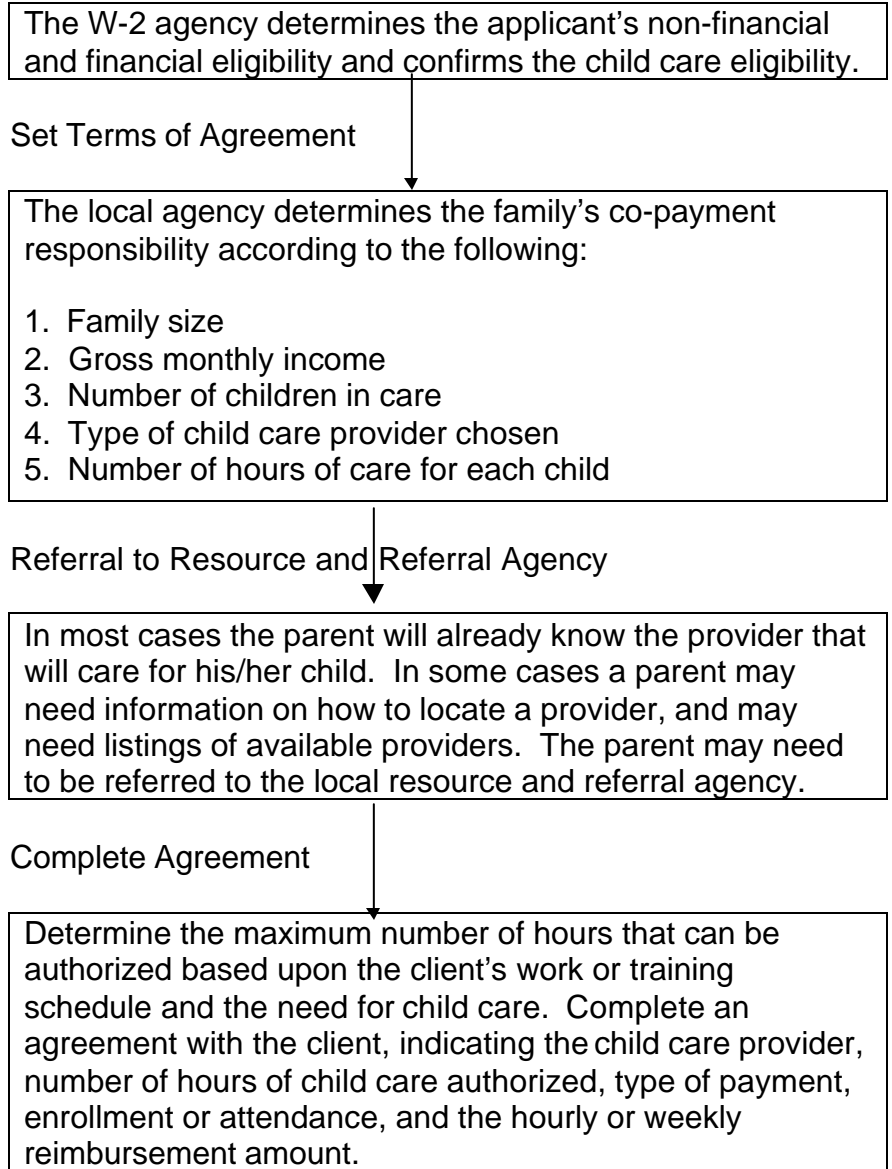 The W-2 agency determines the applicant’s non-financial
and financial eligibility and confirms the child care eligibility.
Set Terms of Agreement
The local agency determines the family’s co-payment
responsibility according to the following:
1. Family size
2. Gross monthly income
3. Number of children in care
4. Type of child care provider chosen
5. Number of hours of care for each child
Referral to Resource and Referral Agency
In most cases the parent will already know the provider that
will care for his/her child. In some cases a parent may
need information on how to locate a provider, and may
need listings of available providers. The parent may need
to be referred to the local resource and referral agency.
Complete Agreement
Determine the maximum number of hours that can be
authorized based upon the client’s work or training
schedule and the need for child care. Complete an
agreement with the client, indicating the child care provider,
number of hours of child care authorized, type of payment,
enrollment or attendance, and the hourly or weekly
reimbursement amount.